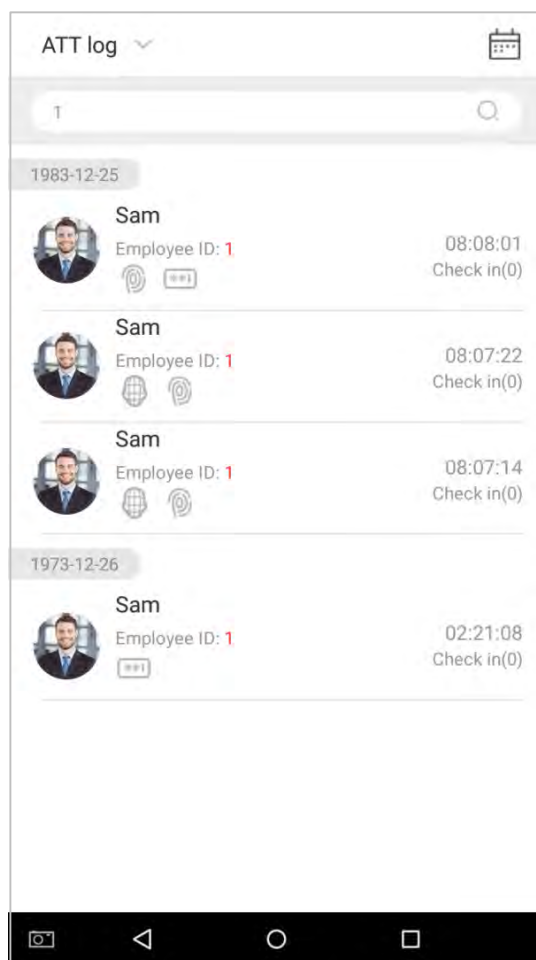 ATT log
1
1983-12-25
Sam
Employee ID: 1
08:08:01
Check in(0)
Sam
Employee ID: 1
08:07:22
Check in(0)
Sam
Employee ID: 1
08:07:14
Check in(0)
1973-12-26
Sam
Employee ID: 1
02:21:08
Check in(0)